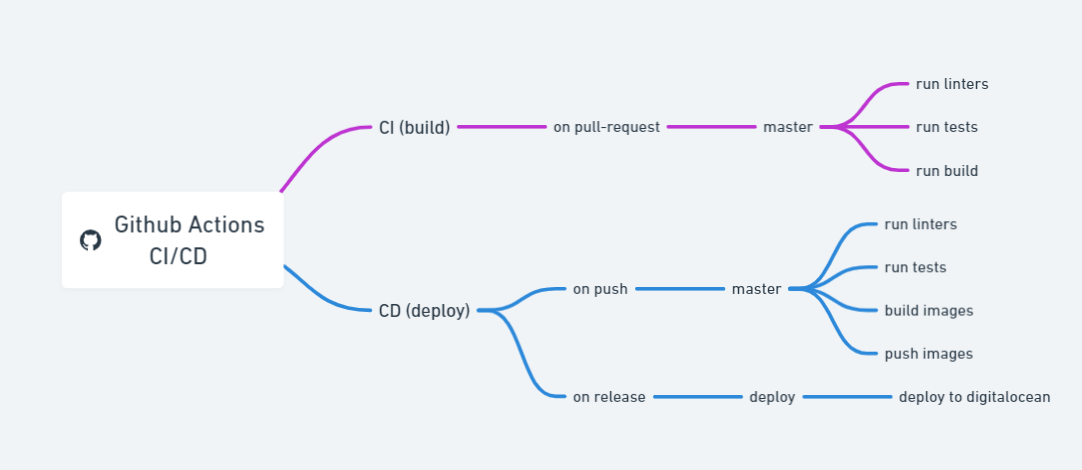 Github Actions
CI/CD
CI (build)
on pull-request
master
run linters
run tests
run build
CD (deploy)
on push
master
run linters
run tests
build images
push images
on release
deploy
deploy to digitalocean